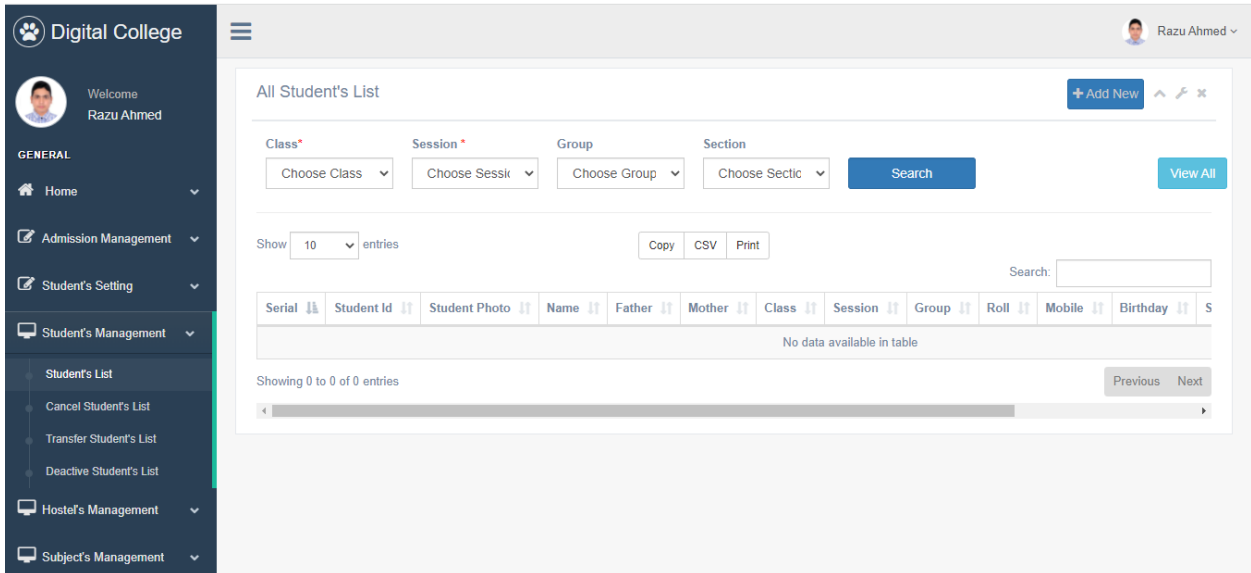 Digital College
Razu Ahmed
Welcome
Razu Ahmed
GENERAL
Home
Admission Management
Student's Setting
Student's Management
Student's List
Cancel Student's List
Transfer Student's List
Deactive Student's List
Hostel's Management
Subject's Management
All Student's List
+ Add New
Class* Session * Group Section
Choose Class Choose Sessi Choose Group Choose Sectio Search View All
Show 10 entries
Copy CSV Print
Search:
Serial Student Id Student Photo Name Father Mother Class Session Group Roll Mobile Birthday S
No data available in table
Showing 0 to 0 of 0 entries
Previous Next